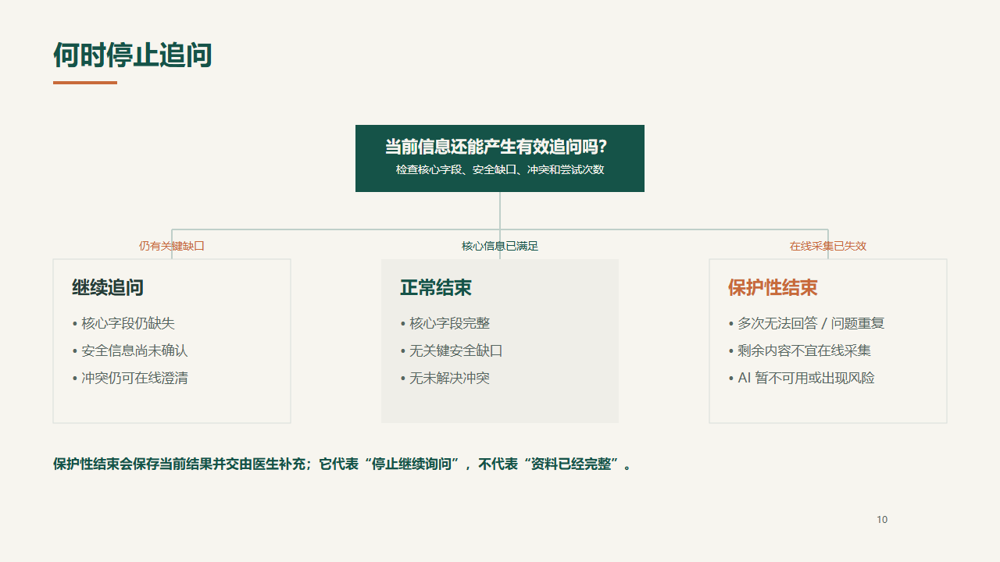 何时停止追问
当前信息还能产生有效追问吗?
检查核心字段、安全缺口、冲突和尝试次数
仍有关键缺口
核心信息已满足
在线采集已失效
继续追问
• 核心字段仍缺失
• 安全信息尚未确认
• 冲突仍可在线澄清
正常结束
• 核心字段完整
• 无关键安全缺口
• 无未解决冲突
保护性结束
• 多次无法回答 / 问题重复
• 剩余内容不宜在线采集
• AI 暂不可用或出现风险
保护性结束会保存当前结果并交由医生补充；它代表“停止继续询问”，不代表“资料已经完整”。
10